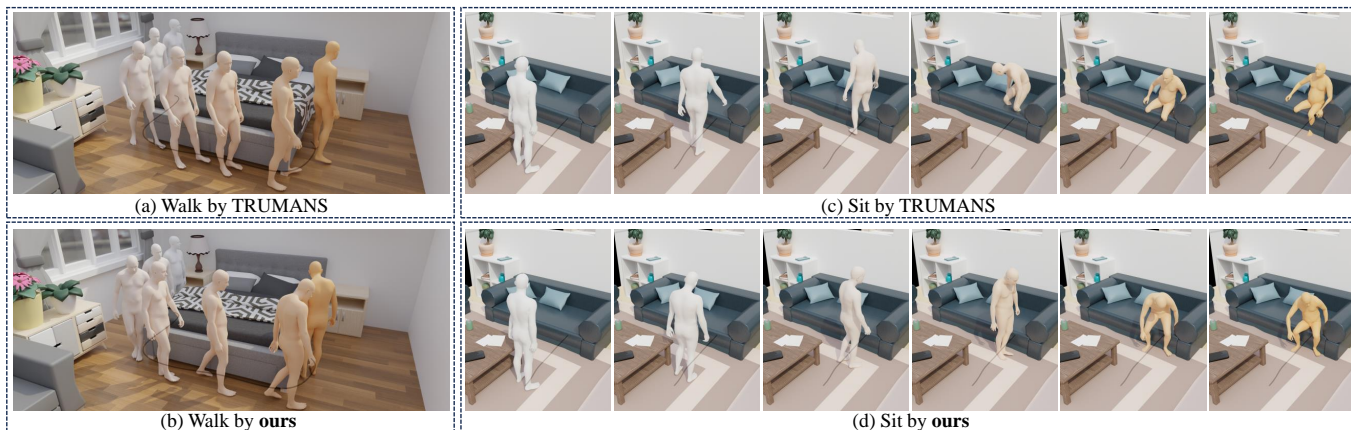 (a) Walk by TRUMANS
(c) Sit by TRUMANS
(b) Walk by ours
(d) Sit by ours